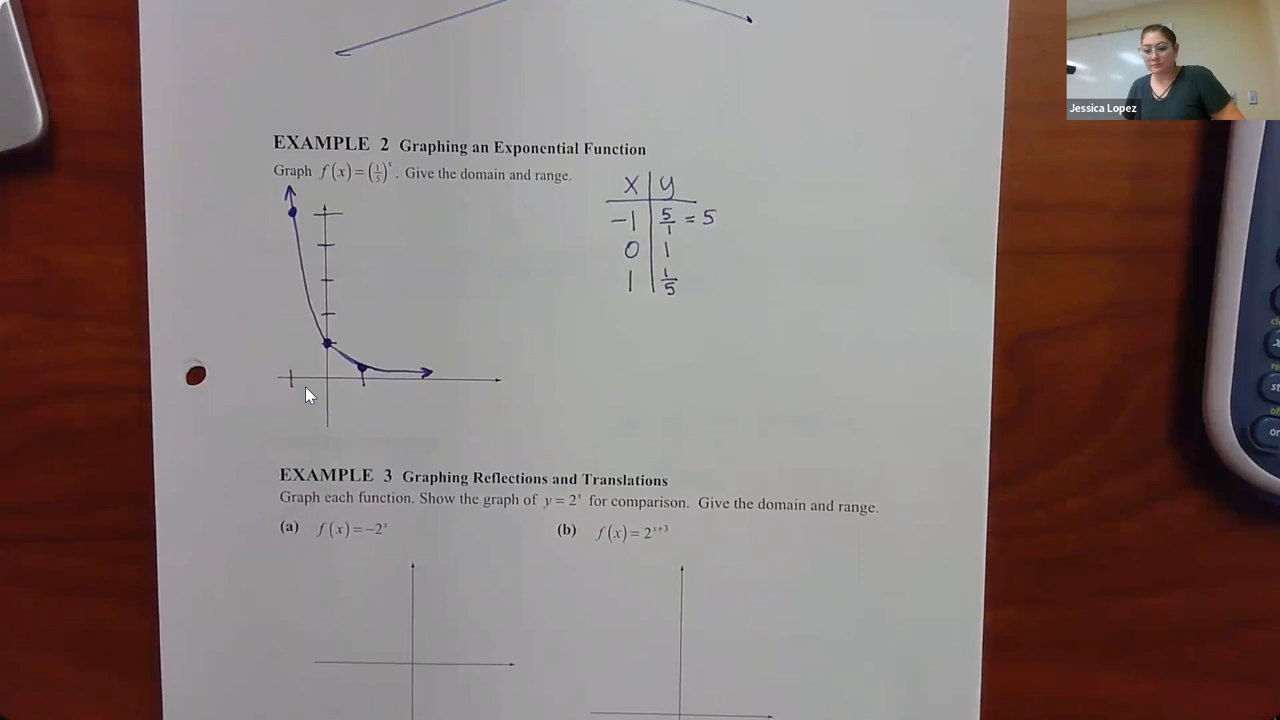 Jessica Lopez
EXAMPLE 2 Graphing an Exponential Function
Graph f(x) = (1/5)^x. Give the domain and range.
x | y
-1 | 5/1 = 5
0 | 1
1 | 1/5
EXAMPLE 3 Graphing Reflections and Translations
Graph each function. Show the graph of y = 2^x for comparison. Give the domain and range.
(a) f(x) = -2^x (b) f(x) = 2^(x+3)